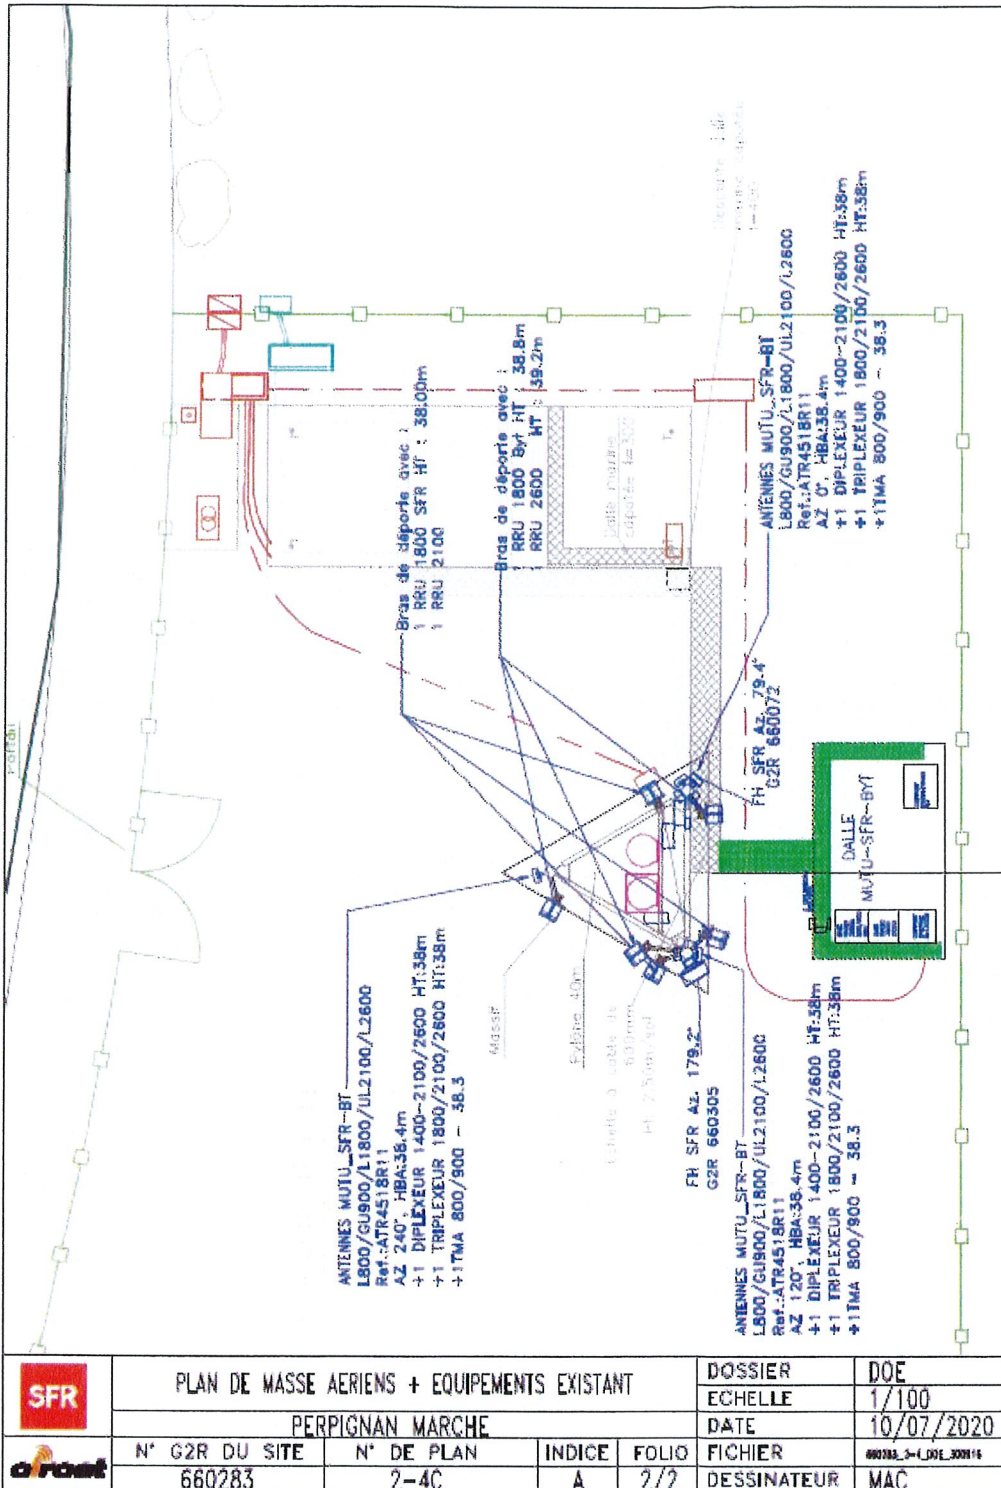 Bras de déporte avec :
1 RRU 1800 SFR HT : 38.00m
1 RRU 2100
Bras de déporte avec :
1 RRU 1800 Byt HT : 38.8m
1 RRU 2600 HT : 39.2m
ANTENNES MUTU_SFR-BT
L800/GU900/L1800/UL2100/L2600
Ref.:ATR4518R11
AZ 0°, HBA:38.4m
+1 DIPLEXEUR 1400-2100/2600 HT:38m
+1 TRIPLEXEUR 1800/2100/2600 HT:38m
+1TMA 800/900 - 38.3
FH SFR Az. 79.4°
G2R 660073
DALLE
MUTU-SFR-BYT
ANTENNES MUTU_SFR-BT
L800/GU900/L1800/UL2100/L2600
Ref.:ATR4518R11
AZ 240°, HBA:38.4m
+1 DIPLEXEUR 1400-2100/2600 HT:38m
+1 TRIPLEXEUR 1800/2100/2600 HT:38m
+1TMA 800/900 - 38.3
Massif
Pylône 40m
FH SFR Az. 179.2°
G2R 660305
ANTENNES MUTU_SFR-BT
L800/GU900/L1800/UL2100/L2600
Ref.:ATR4518R11
AZ 120°, HBA:38.4m
+1 DIPLEXEUR 1400-2100/2600 HT:38m
+1 TRIPLEXEUR 1800/2100/2600 HT:38m
+1TMA 800/900 - 38.3
SFR
PLAN DE MASSE AERIENS + EQUIPEMENTS EXISTANT
PERPIGNAN MARCHE
N° G2R DU SITE
660283
N° DE PLAN
2-4C
INDICE
A
FOLIO
2/2
DOSSIER DOE
ECHELLE 1/100
DATE 10/07/2020
FICHIER
DESSINATEUR MAC